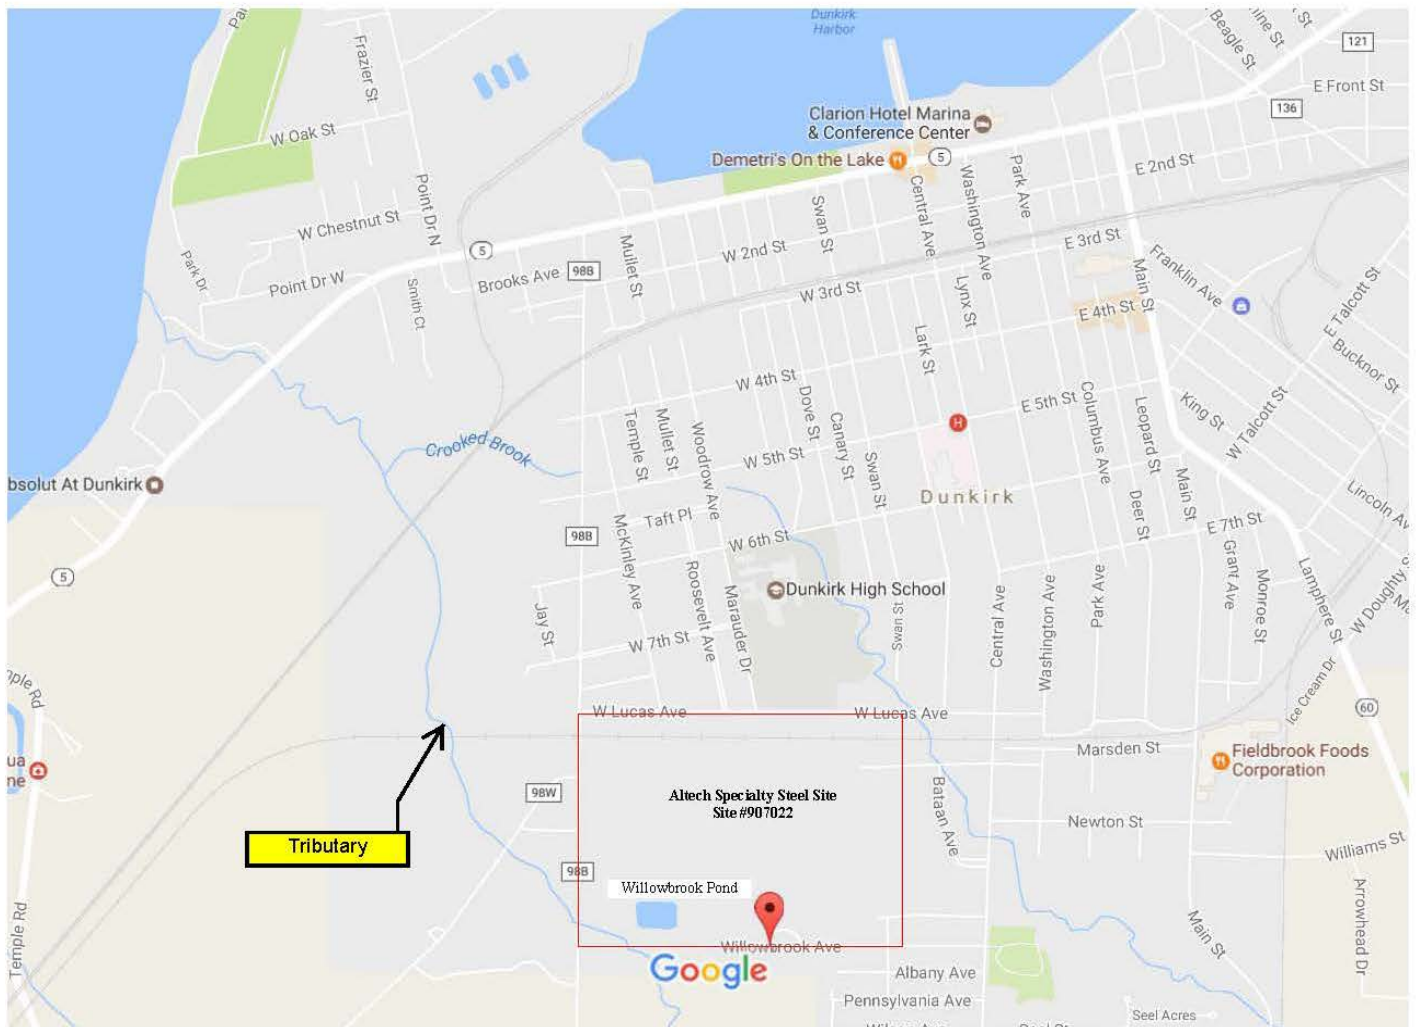 Dunkirk
Harbor
Frazier St
Beagle St
121
E Front St
136
Clarion Hotel Marina
& Conference Center
Demetri's On the Lake
5
W Oak St
Point Dr N
W Chestnut St
Park Dr
Point Dr W
Smith Ct
5
Brooks Ave
98B
Mullet St
W 2nd St
Swan St
Central Ave
Washington Ave
Park Ave
E 2nd St
E 3rd St
W 3rd St
Lynx St
Lark St
Main St
Franklin Ave
E 4th St
E Talcott St
Bucknor St
W 4th St
Temple St
Mullet St
Woodrow Ave
Dove St
Canary St
Swan St
E 5th St
Columbus Ave
Leopard St
King St
W Talcott St
H
Crooked Brook
W 5th St
bsolut At Dunkirk
Dunkirk
Deer St
Main St
Lincoln Av
98B
McKinley Ave
Taft Pl
W 6th St
E 7th St
Grant Ave
Monroe St
Lamphere St
W Doughty S
5
Jay St
Roosevelt Ave
Marauder Dr
Dunkirk High School
Swan St
Central Ave
Washington Ave
Park Ave
W 7th St
Ice Cream Dr
mple Rd
W Lucas Ave
W Lucas Ave
60
Marsden St
Fieldbrook Foods
Corporation
ua
ne
98W
Altech Specialty Steel Site
Site #907022
Bataan Ave
Newton St
Tributary
Williams St
98B
Willowbrook Pond
Arrowhead Dr
Temple Rd
Willowbrook Ave
Main St
Google
Albany Ave
Pennsylvania Ave
Seel Acres